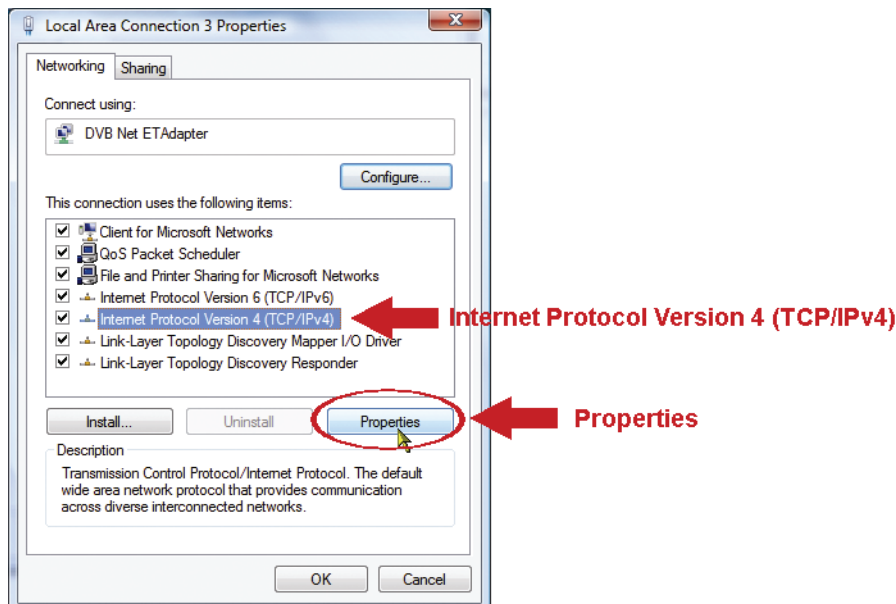 Local Area Connection 3 Properties
Networking
Sharing
Connect using:
DVB Net ETAdapter
Configure...
This connection uses the following items:
Client for Microsoft Networks
QoS Packet Scheduler
File and Printer Sharing for Microsoft Networks
Internet Protocol Version 6 (TCP/IPv6)
Internet Protocol Version 4 (TCP/IPv4)
Internet Protocol Version 4 (TCP/IPv4)
Link-Layer Topology Discovery Mapper I/O Driver
Link-Layer Topology Discovery Responder
Install...
Uninstall
Properties
Properties
Description
Transmission Control Protocol/Internet Protocol. The default
wide area network protocol that provides communication
across diverse interconnected networks.
OK
Cancel